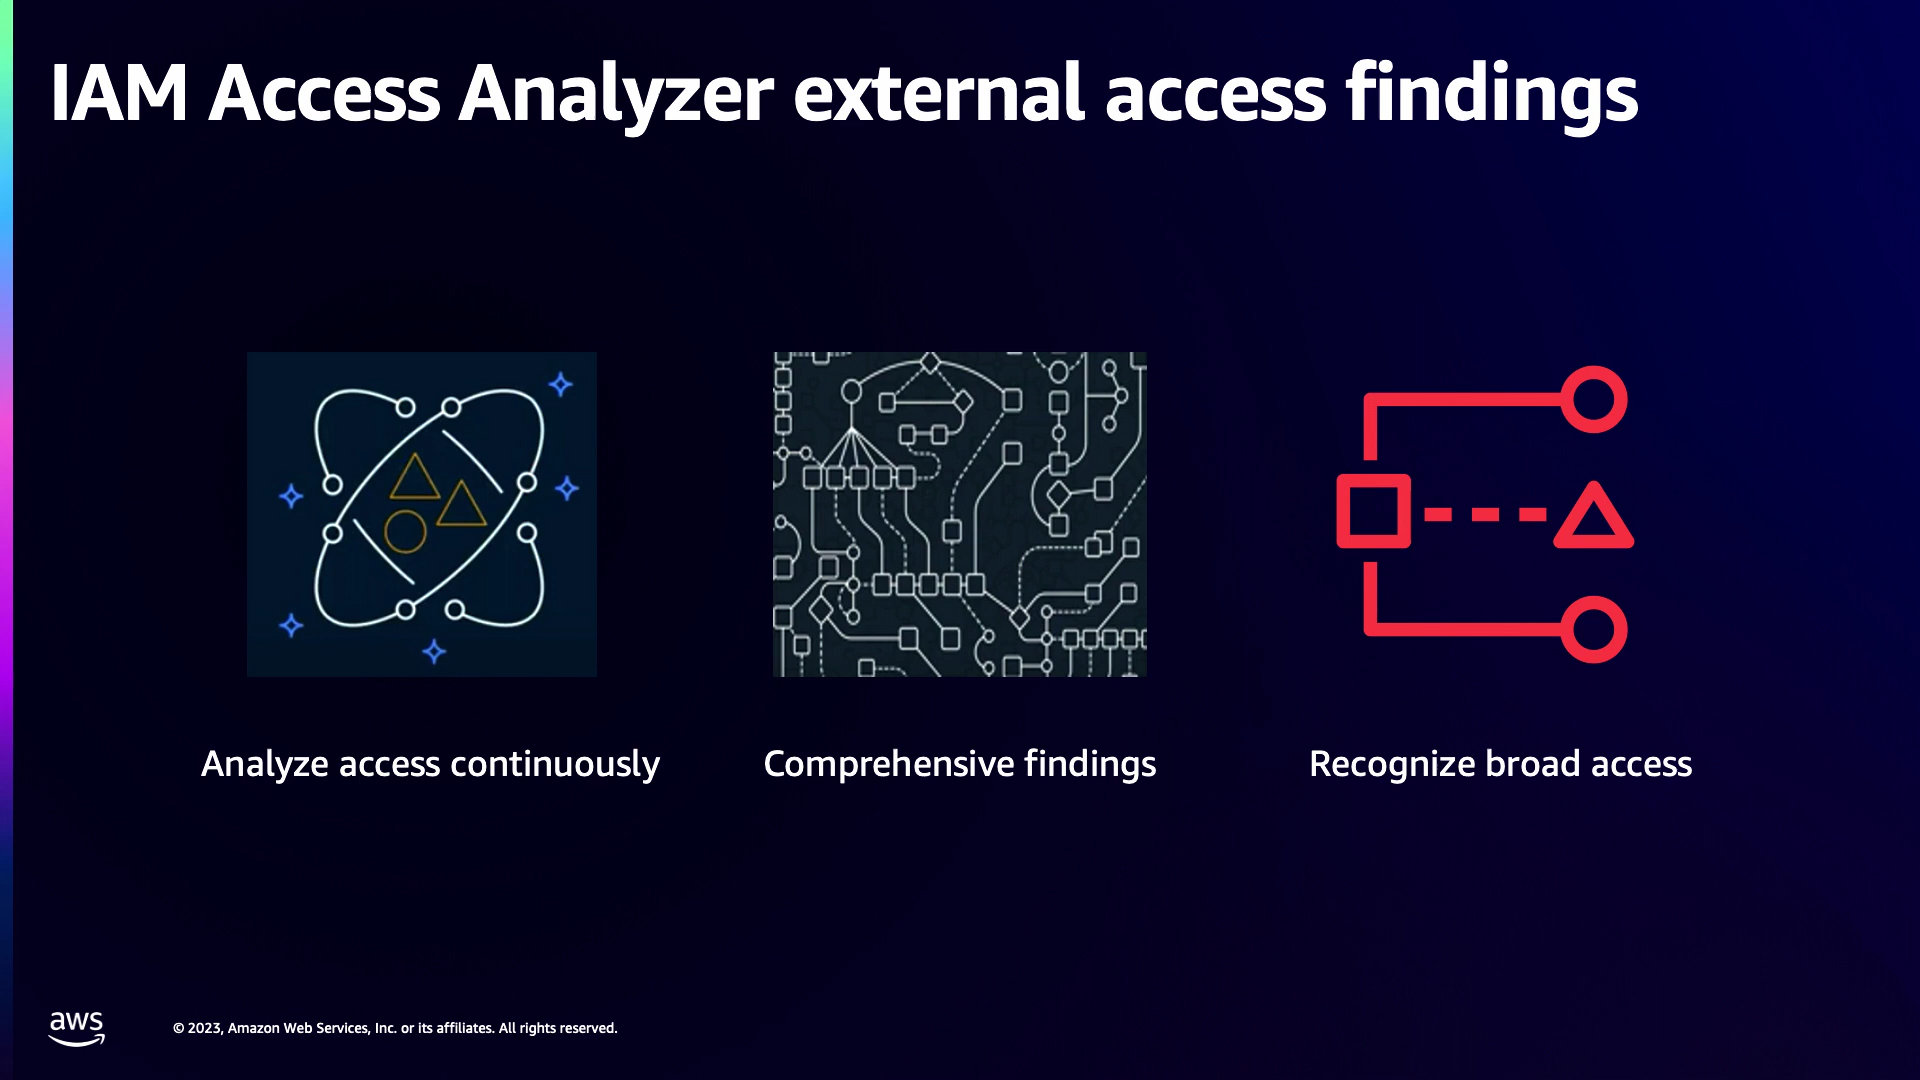 IAM Access Analyzer external access findings
Analyze access continuously
Comprehensive findings
Recognize broad access
aws
© 2023, Amazon Web Services, Inc. or its affiliates. All rights reserved.